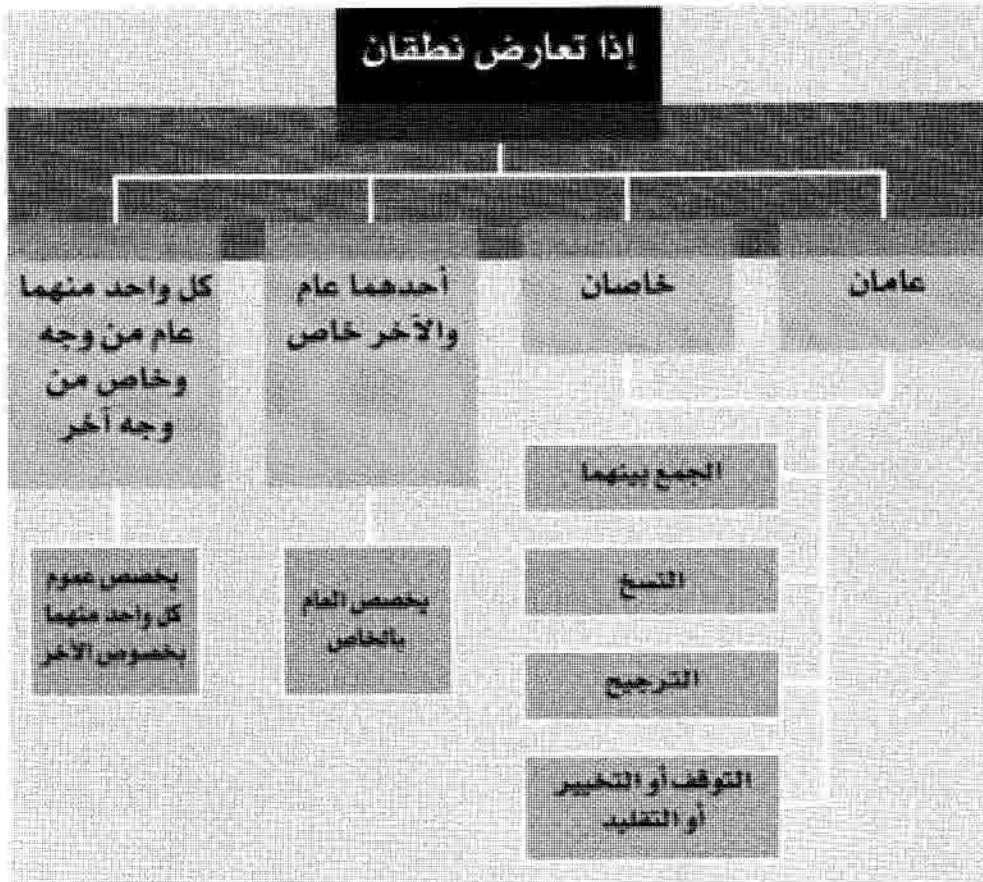 إذا تعارض نطقان
عامان
خاصان
أحدهما عام
والآخر خاص
كل واحد منهما
عام من وجه
وخاص من
وجه آخر
الجمع بينهما
النسخ
الترجيح
التوقف أو التخيير
أو التقليد
يخصص العام
بالخاص
يخصص عموم
كل واحد منهما
بخصوص الآخر